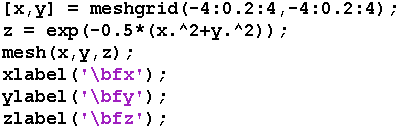 [x,y] = meshgrid(-4:0.2:4,-4:0.2:4);
z = exp(-0.5*(x.^2+y.^2));
mesh(x,y,z);
xlabel('\bfx');
ylabel('\bfy');
zlabel('\bfz');